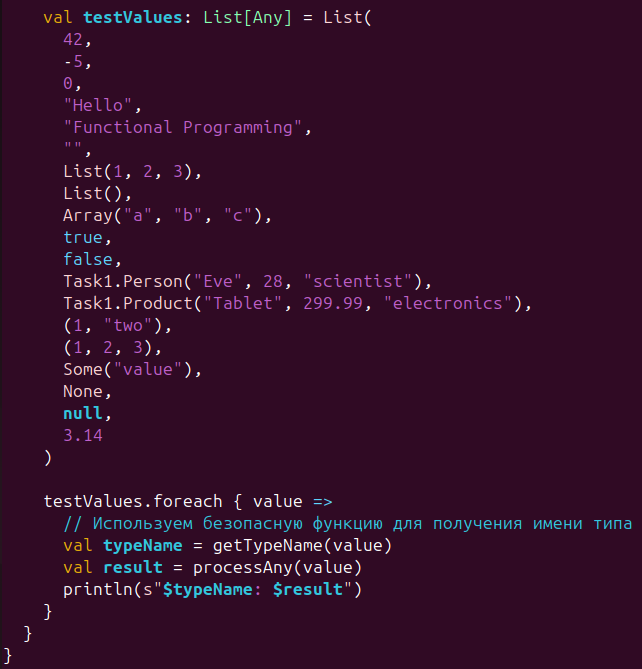 val testValues: List[Any] = List(
      42,
      -5,
      0,
      "Hello",
      "Functional Programming",
      "",
      List(1, 2, 3),
      List(),
      Array("a", "b", "c"),
      true,
      false,
      Task1.Person("Eve", 28, "scientist"),
      Task1.Product("Tablet", 299.99, "electronics"),
      (1, "two"),
      (1, 2, 3),
      Some("value"),
      None,
      null,
      3.14
    )

    testValues.foreach { value =>
      // Используем безопасную функцию для получения имени типа
      val typeName = getTypeName(value)
      val result = processAny(value)
      println(s"$typeName: $result")
    }
  }
}